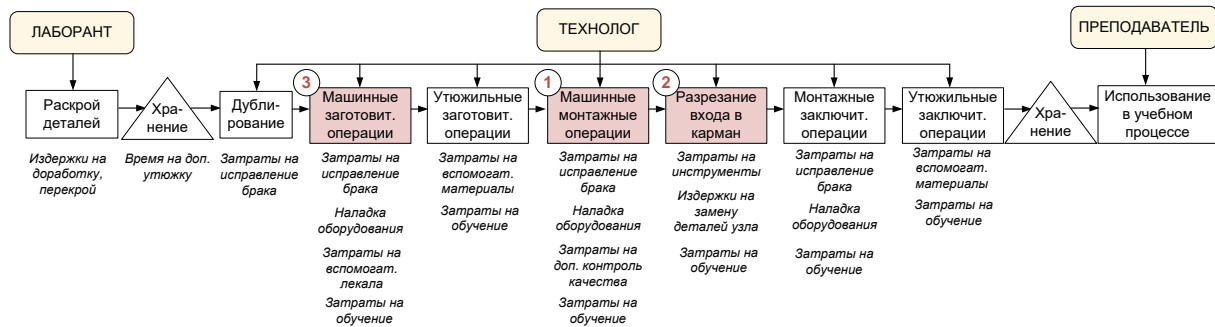 ЛАБОРАНТ
ТЕХНОЛОГ
ПРЕПОДАВАТЕЛЬ
Раскрой
деталей
Хра-
нение
Дубли-
рование
3
Машинные
заготовит.
операции
Утюжильные
заготовит.
операции
1
Машинные
монтажные
операции
2
Разрезание
входа в
карман
Монтажные
заключит.
операции
Утюжильные
заключит.
операции
Хра-
нение
Использование
в учебном
процессе
Издержки на
доработку,
перекрой
Время на доп.
утюжку
Затраты на
исправление
брака
Затраты на
исправление
брака
Наладка
оборудования
Затраты на
вспомогат.
лекала
Затраты на
обучение
Затраты на
вспомогат.
материалы
Затраты на
обучение
Затраты на
исправление
брака
Наладка
оборудования
Затраты на
доп. контроль
качества
Затраты на
обучение
Затраты на
инструменты
Издержки на
замену
деталей узла
Затраты на
обучение
Затраты на
исправление
брака
Наладка
оборудования
Затраты на
обучение
Затраты на
вспомогат.
материалы
Затраты на
обучение